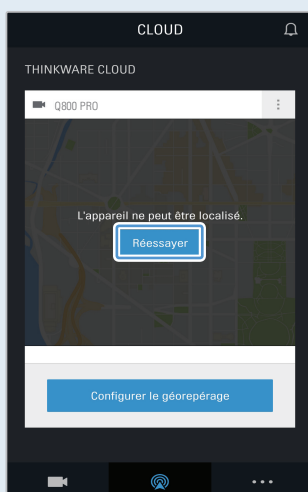 CLOUD
THINKWARE CLOUD
Q800 PRO
L'appareil ne peut être localisé.
Réessayer
Configurer le géorepérage